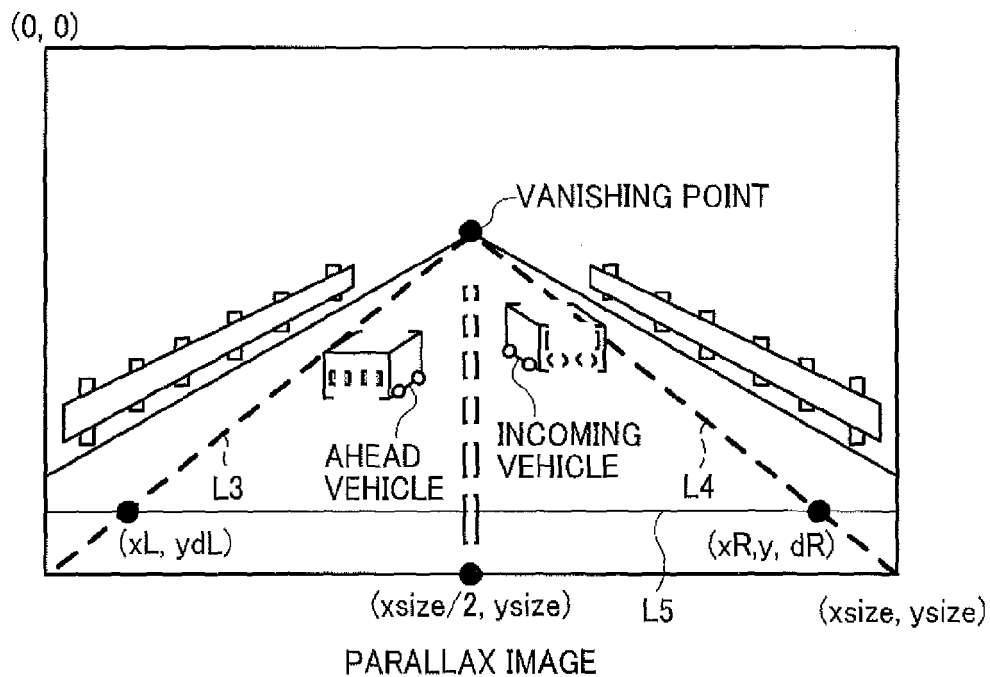 (0, 0)
VANISHING POINT
AHEAD
VEHICLE
INCOMING
VEHICLE
L3
L4
(xL, ydL)
(xR,y, dR)
(xsize/2, ysize)
L5
(xsize, ysize)
PARALLAX IMAGE